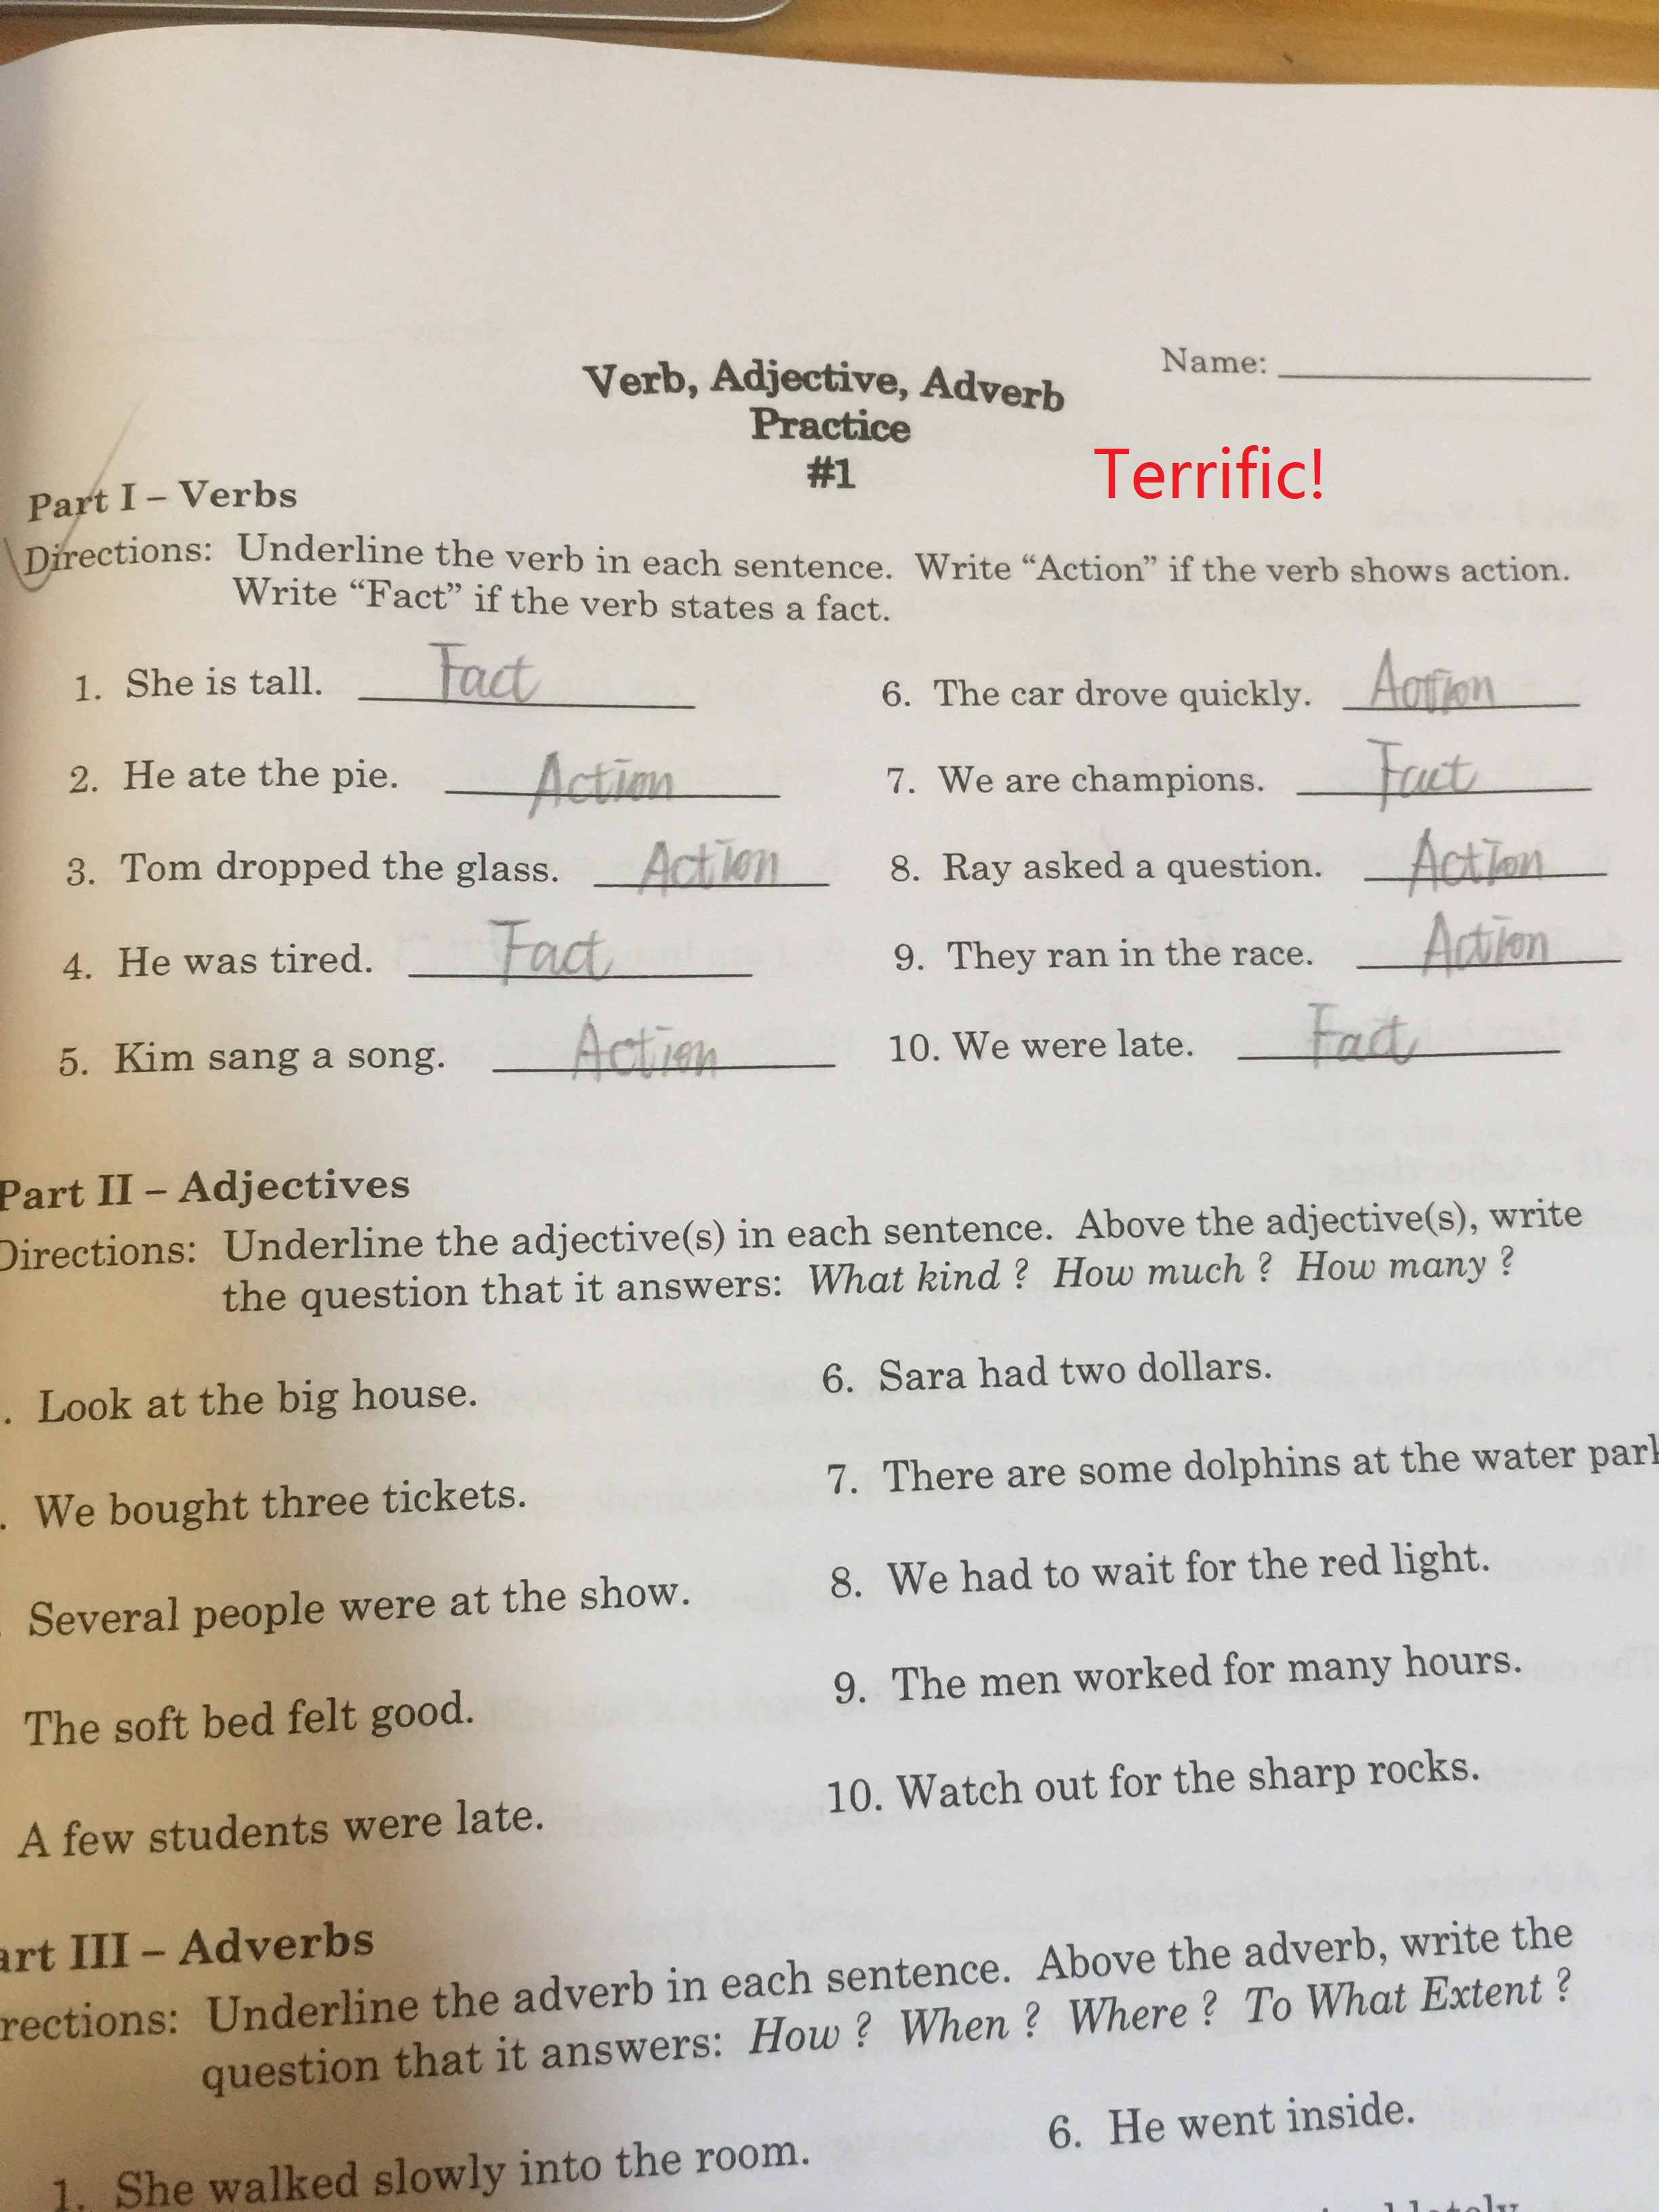 Name:
Verb, Adjective, Adverb
Practice
#1
Terrific!
Part I – Verbs
Directions: Underline the verb in each sentence. Write “Action” if the verb shows action.
Write “Fact” if the verb states a fact.
1. She is tall. Fact
2. He ate the pie. Action
3. Tom dropped the glass. Action
4. He was tired. Fact
5. Kim sang a song. Action
6. The car drove quickly. Action
7. We are champions. Fact
8. Ray asked a question. Action
9. They ran in the race. Action
10. We were late. Fact
Part II – Adjectives
Directions: Underline the adjective(s) in each sentence. Above the adjective(s), write
the question that it answers: What kind ? How much ? How many ?
. Look at the big house.
. We bought three tickets.
Several people were at the show.
The soft bed felt good.
A few students were late.
6. Sara had two dollars.
7. There are some dolphins at the water par
8. We had to wait for the red light.
9. The men worked for many hours.
10. Watch out for the sharp rocks.
art III – Adverbs
rections: Underline the adverb in each sentence. Above the adverb, write the
question that it answers: How ? When ? Where ? To What Extent ?
1. She walked slowly into the room.
6. He went inside.